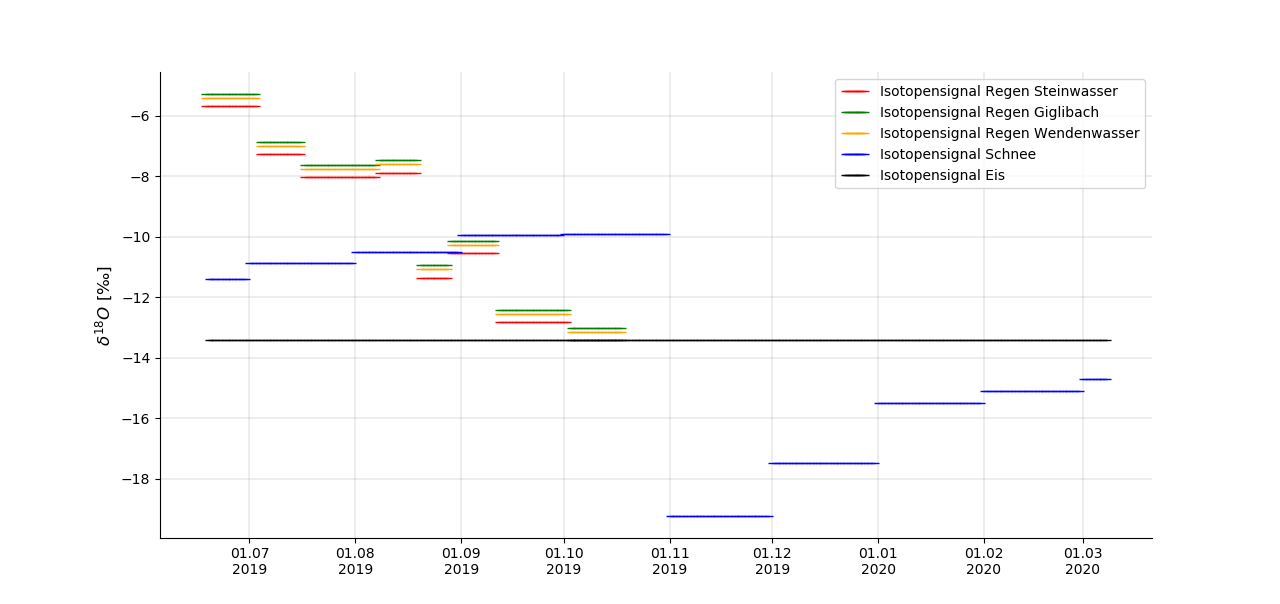 Isotopensignal Regen Steinwasser
Isotopensignal Regen Giglibach
Isotopensignal Regen Wendenwasser
Isotopensignal Schnee
Isotopensignal Eis
δ¹⁸O [‰]
−6
−8
−10
−12
−14
−16
−18
01.07 01.08 01.09 01.10 01.11 01.12 01.01 01.02 01.03
2019 2019 2019 2019 2019 2019 2020 2020 2020